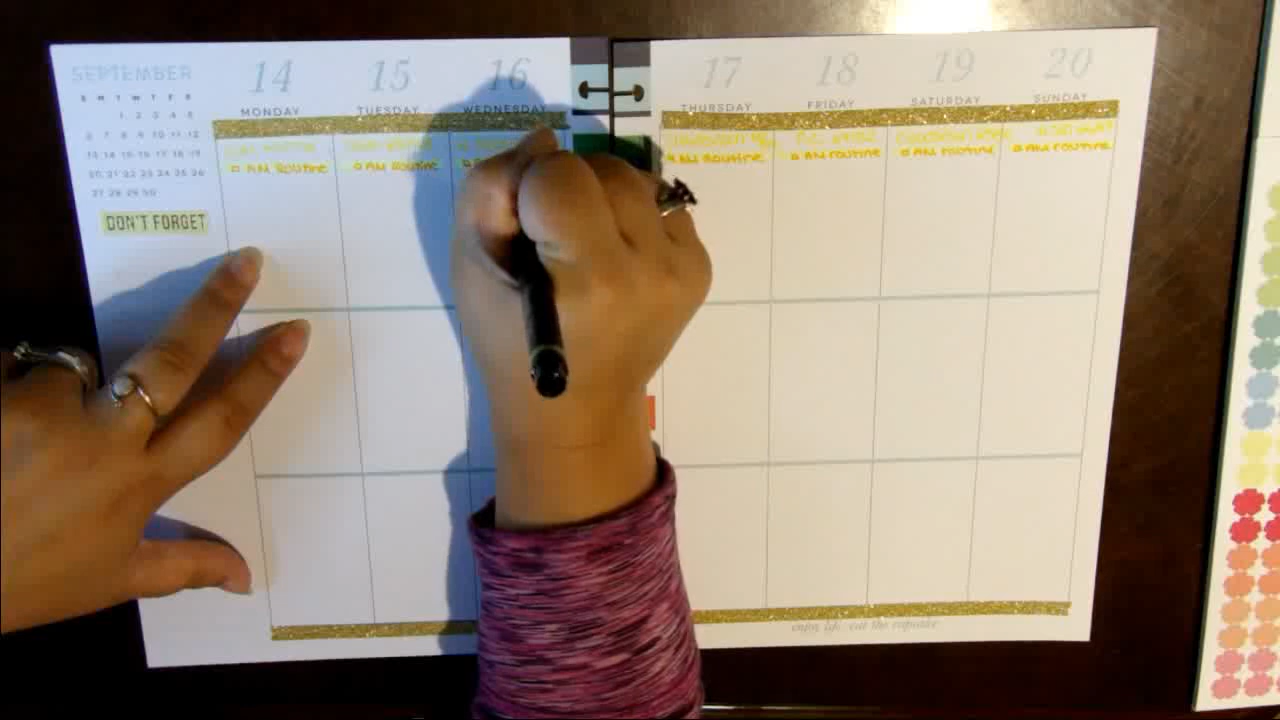 SEPTEMBER
S M T W T F S
1 2 3 4 5
6 7 8 9 10 11 12
13 14 15 16 17 18 19
20 21 22 23 24 25 26
27 28 29 30
DON'T FORGET
14 15 16
MONDAY TUESDAY WEDNESDAY
AM ROUTINE AM ROUTINE
17 18 19 20
THURSDAY FRIDAY SATURDAY SUNDAY
AM ROUTINE AM ROUTINE AM ROUTINE AM ROUTINE
enjoy life. eat the cupcake